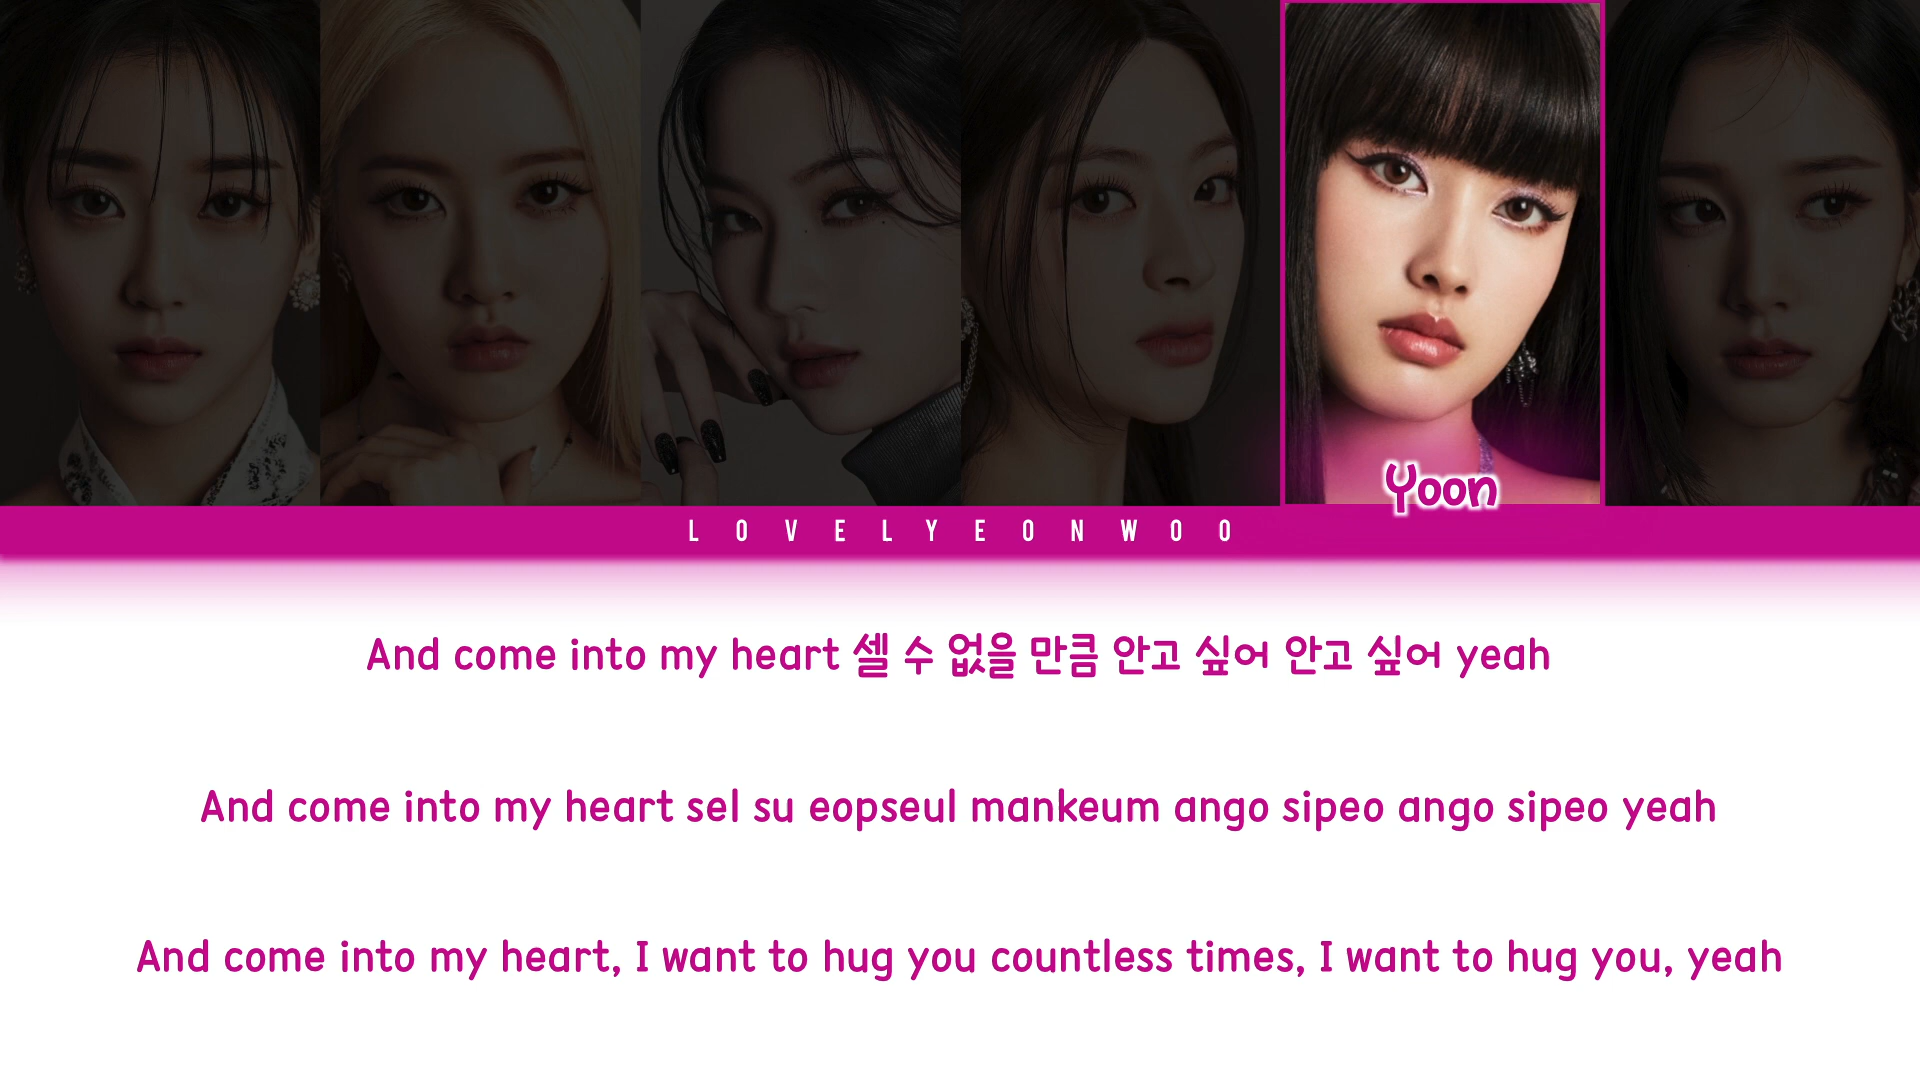 Yoon
LOVELYEONWOO
And come into my heart 셀 수 없을 만큼 안고 싶어 안고 싶어 yeah
And come into my heart sel su eopseul mankeum ango sipeo ango sipeo yeah
And come into my heart, I want to hug you countless times, I want to hug you, yeah